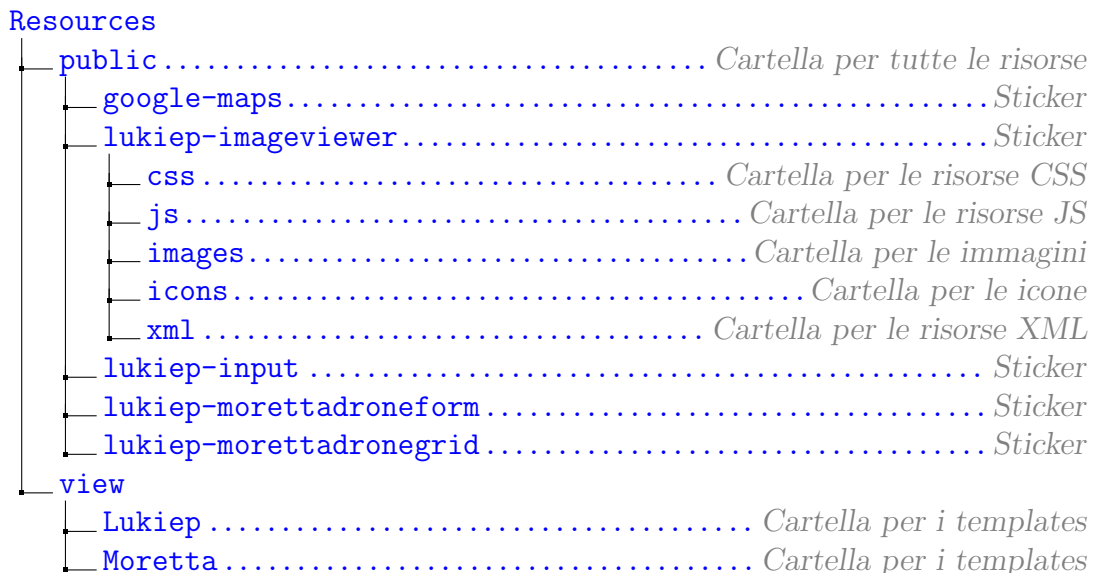 Resources
public ..................................... Cartella per tutte le risorse
google-maps ................................................ Sticker
lukiep-imageviewer ........................................ Sticker
css .................................... Cartella per le risorse CSS
js ....................................... Cartella per le risorse JS
images ................................... Cartella per le immagini
icons ........................................ Cartella per le icone
xml ................................... Cartella per le risorse XML
lukiep-input ............................................... Sticker
lukiep-morettadroneform ................................... Sticker
lukiep-morettadronegrid ................................... Sticker
view
Lukiep ...................................... Cartella per i templates
Moretta ..................................... Cartella per i templates